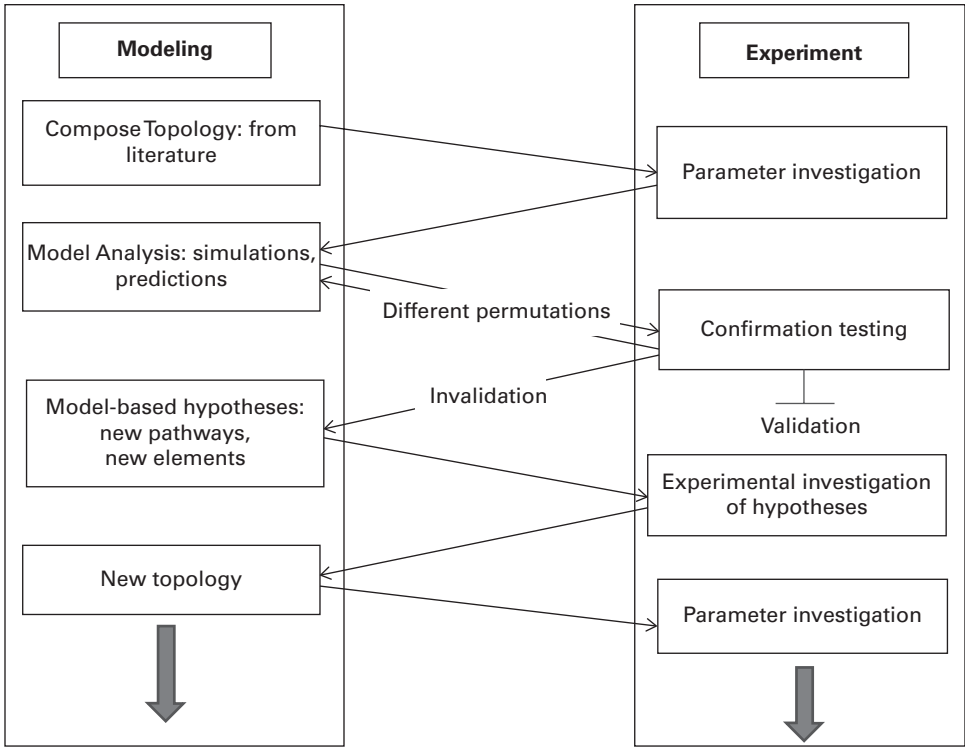 Modeling
Experiment
Compose Topology: from
literature
Parameter investigation
Model Analysis: simulations,
predictions
Different permutations
Confirmation testing
Invalidation
Validation
Model-based hypotheses:
new pathways,
new elements
Experimental investigation
of hypotheses
New topology
Parameter investigation